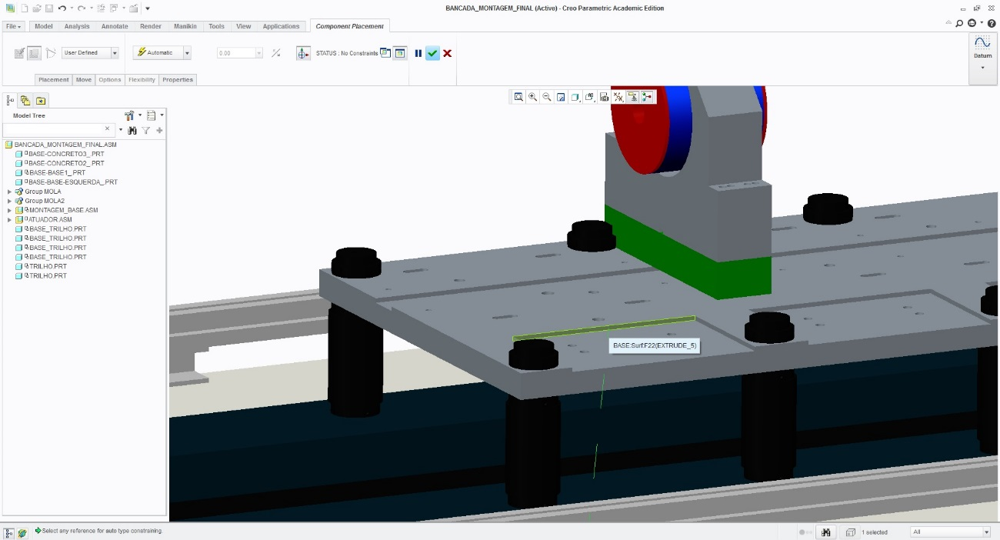 BANCADA_MONTAGEM_FINAL (Active) - Creo Parametric Academic Edition
File Model Analysis Annotate Render Manikin Tools View Applications Component Placement
User Defined Automatic 0.00 STATUS : No Constraints Datum
Placement Move Options Flexibility Properties
Model Tree
BANCADA_MONTAGEM_FINAL.ASM
BASE-CONCRETO3_.PRT
BASE-CONCRETO2_.PRT
BASE-BASE1_.PRT
BASE-BASE-ESQUERDA_.PRT
Group MOLA
Group MOLA2
MONTAGEM_BASE.ASM
ATUADOR.ASM
BASE_TRILHO.PRT
BASE_TRILHO.PRT
BASE_TRILHO.PRT
BASE_TRILHO.PRT
TRILHO.PRT
TRILHO.PRT
BASE:Surf:F22(EXTRUDE_5)
Select any reference for auto type constraining.
1 selected All